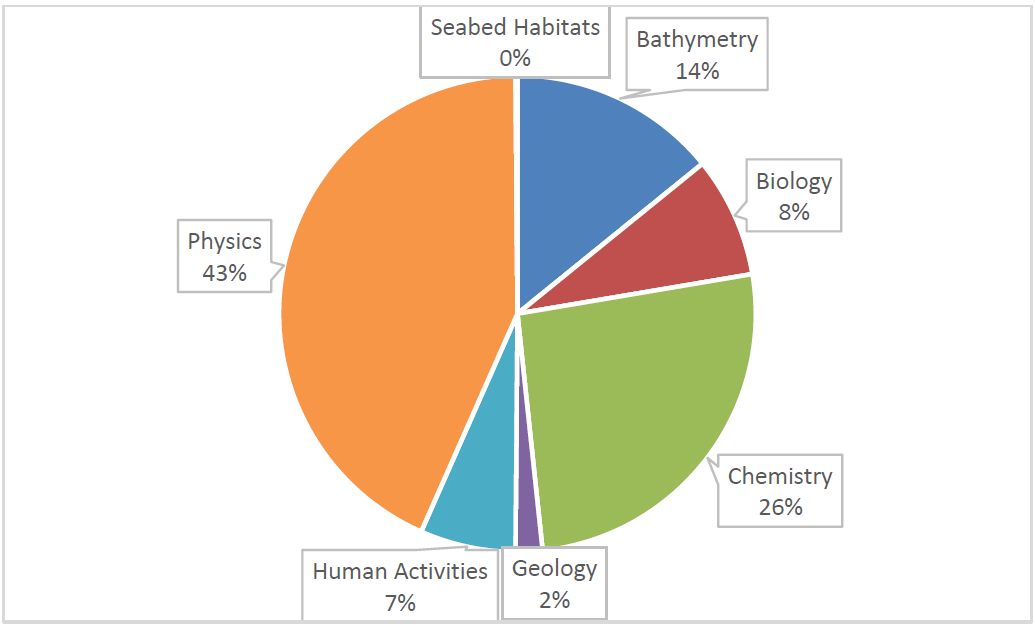 Seabed Habitats
0%
Bathymetry
14%
Biology
8%
Physics
43%
Chemistry
26%
Human Activities
7%
Geology
2%